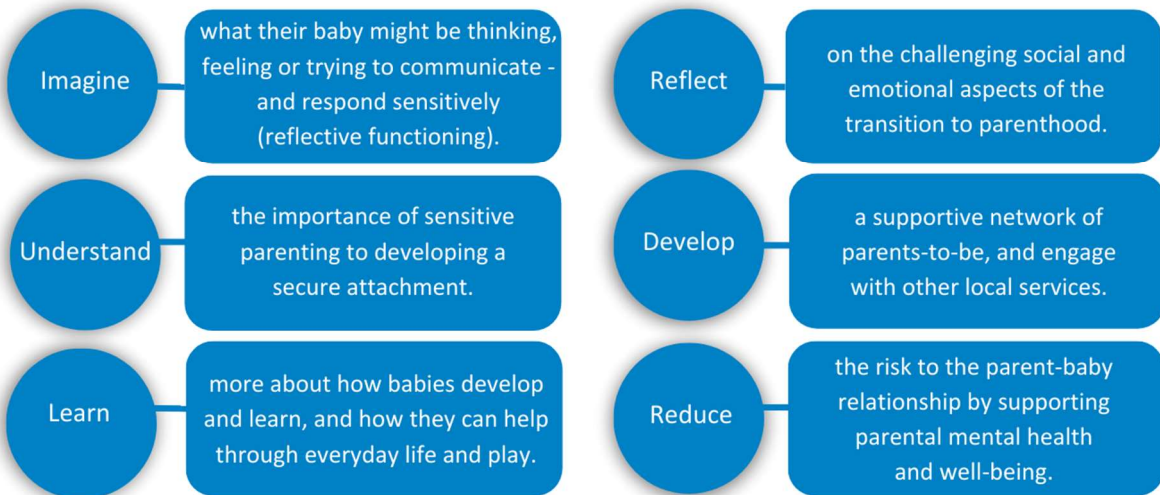 Imagine
what their baby might be thinking,
feeling or trying to communicate -
and respond sensitively
(reflective functioning).
Understand
the importance of sensitive
parenting to developing a
secure attachment.
Learn
more about how babies develop
and learn, and how they can help
through everyday life and play.
Reflect
on the challenging social and
emotional aspects of the
transition to parenthood.
Develop
a supportive network of
parents-to-be, and engage
with other local services.
Reduce
the risk to the parent-baby
relationship by supporting
parental mental health
and well-being.